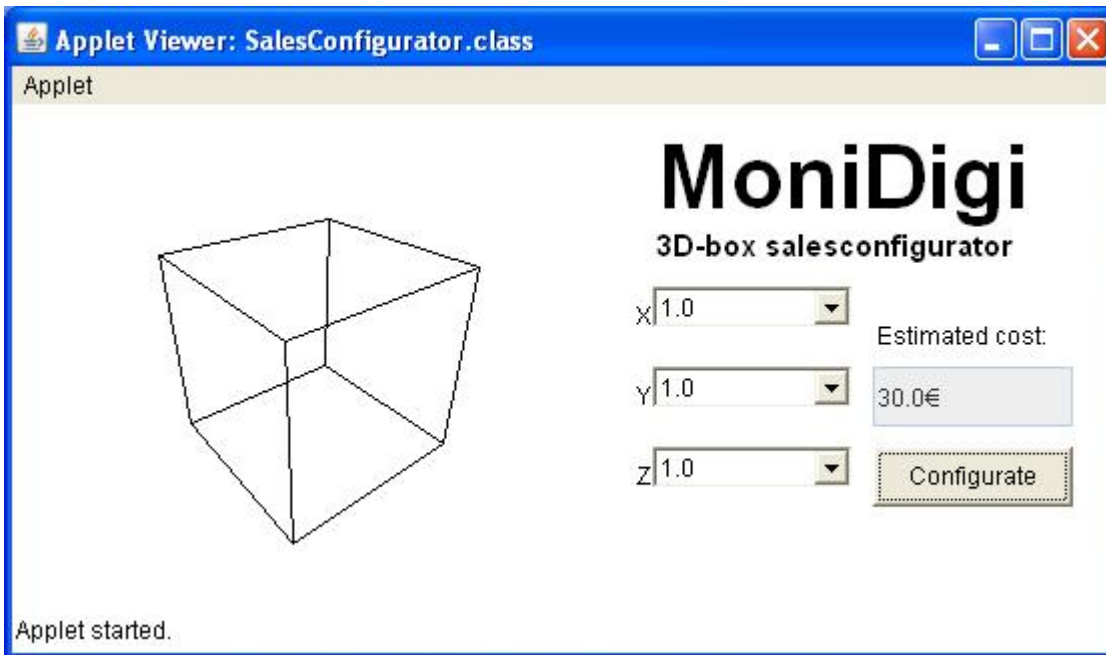 Applet Viewer: SalesConfigurator.class
Applet
MoniDigi
3D-box salesconfigurator
X 1.0
Estimated cost:
Y 1.0
30.0€
Z 1.0
Configurate
Applet started.